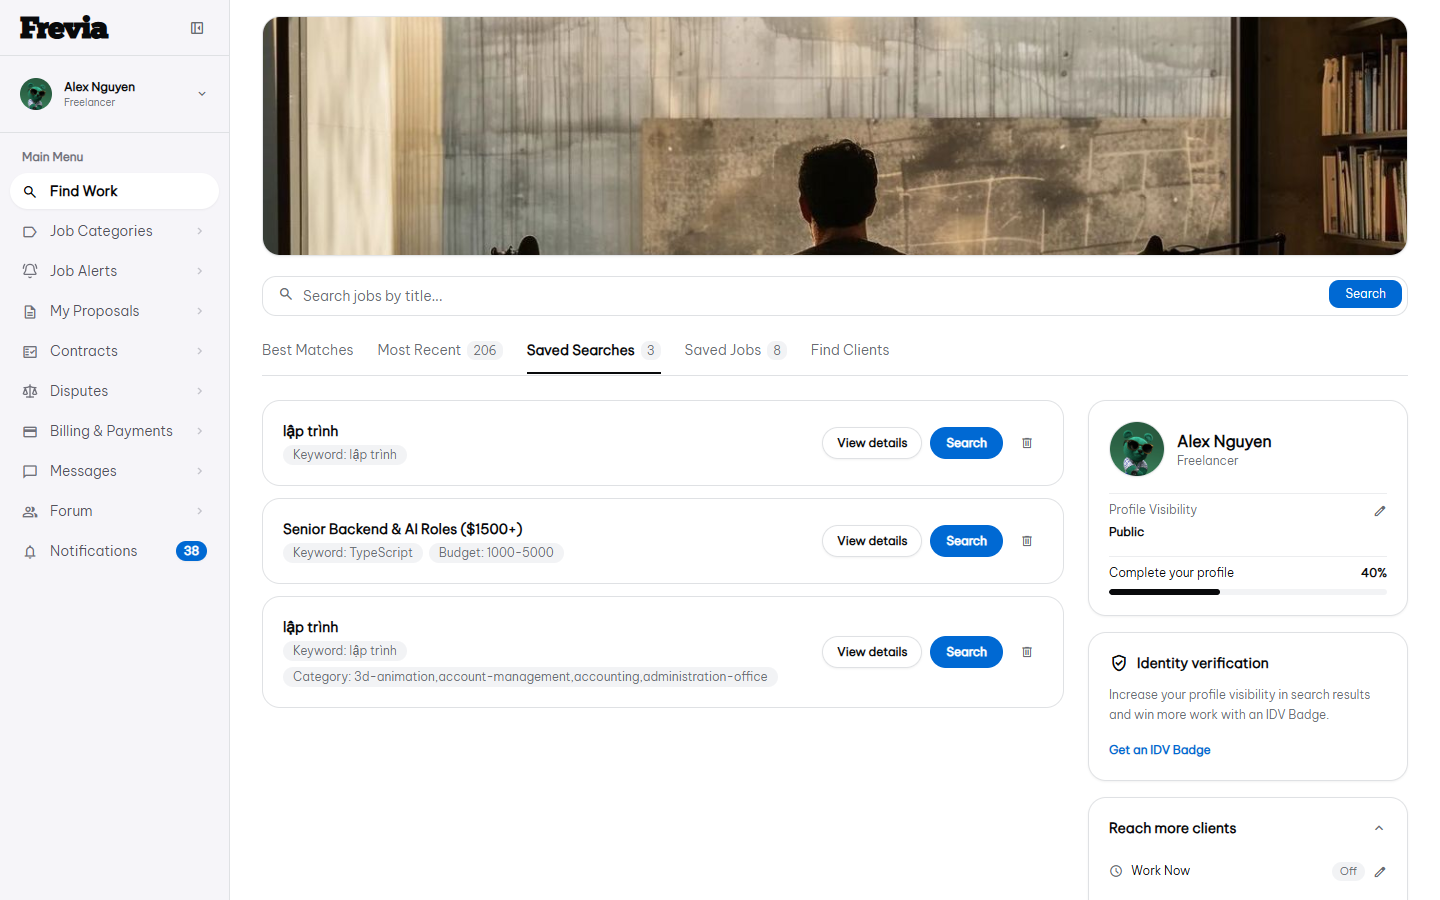 Frevia
Alex Nguyen
Freelancer
Main Menu
Find Work
Job Categories
Job Alerts
My Proposals
Contracts
Disputes
Billing & Payments
Messages
Forum
Notifications 38
Search jobs by title...
Search
Best Matches
Most Recent 206
Saved Searches 3
Saved Jobs 8
Find Clients
lập trình
Keyword: lập trình
View details
Search
Senior Backend & AI Roles ($1500+)
Keyword: TypeScript
Budget: 1000-5000
View details
Search
lập trình
Keyword: lập trình
Category: 3d-animation,account-management,accounting,administration-office
View details
Search
Alex Nguyen
Freelancer
Profile Visibility
Public
Complete your profile 40%
Identity verification
Increase your profile visibility in search results
and win more work with an IDV Badge.
Get an IDV Badge
Reach more clients
Work Now Off